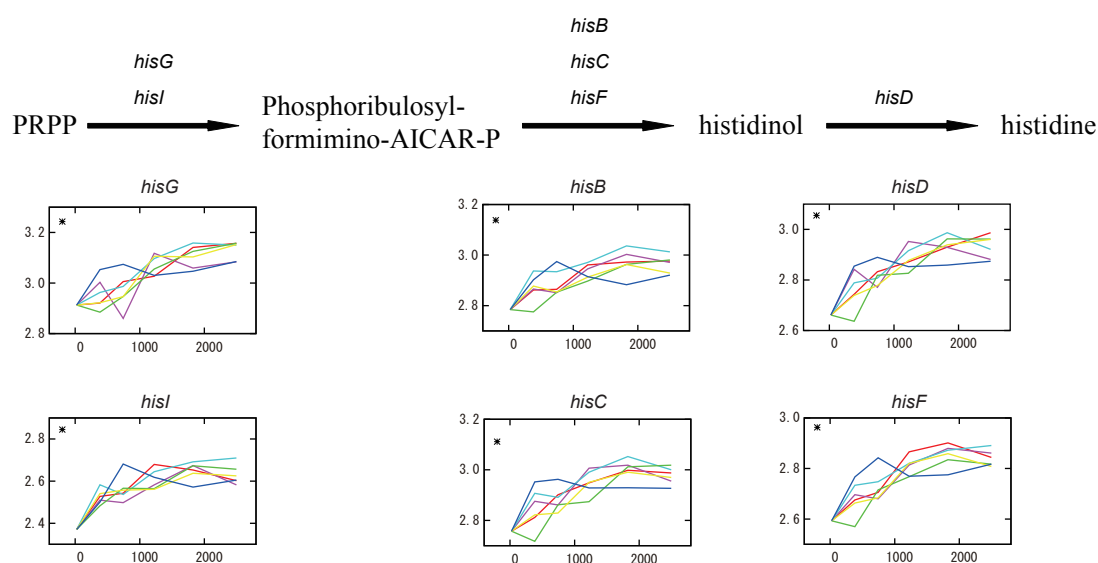 hisB
hisG
hisC
hisI
hisF
hisD
PRPP
Phosphoribulosyl-
formimino-AICAR-P
histidinol
histidine
hisG
*
3.2
3.0
2.8
0 1000 2000
hisB
*
3.2
3.0
2.8
0 1000 2000
hisD
*
3.0
2.8
2.6
0 1000 2000
hisI
*
2.8
2.6
2.4
0 1000 2000
hisC
*
3.2
3.0
2.8
0 1000 2000
hisF
*
3.0
2.8
2.6
0 1000 2000